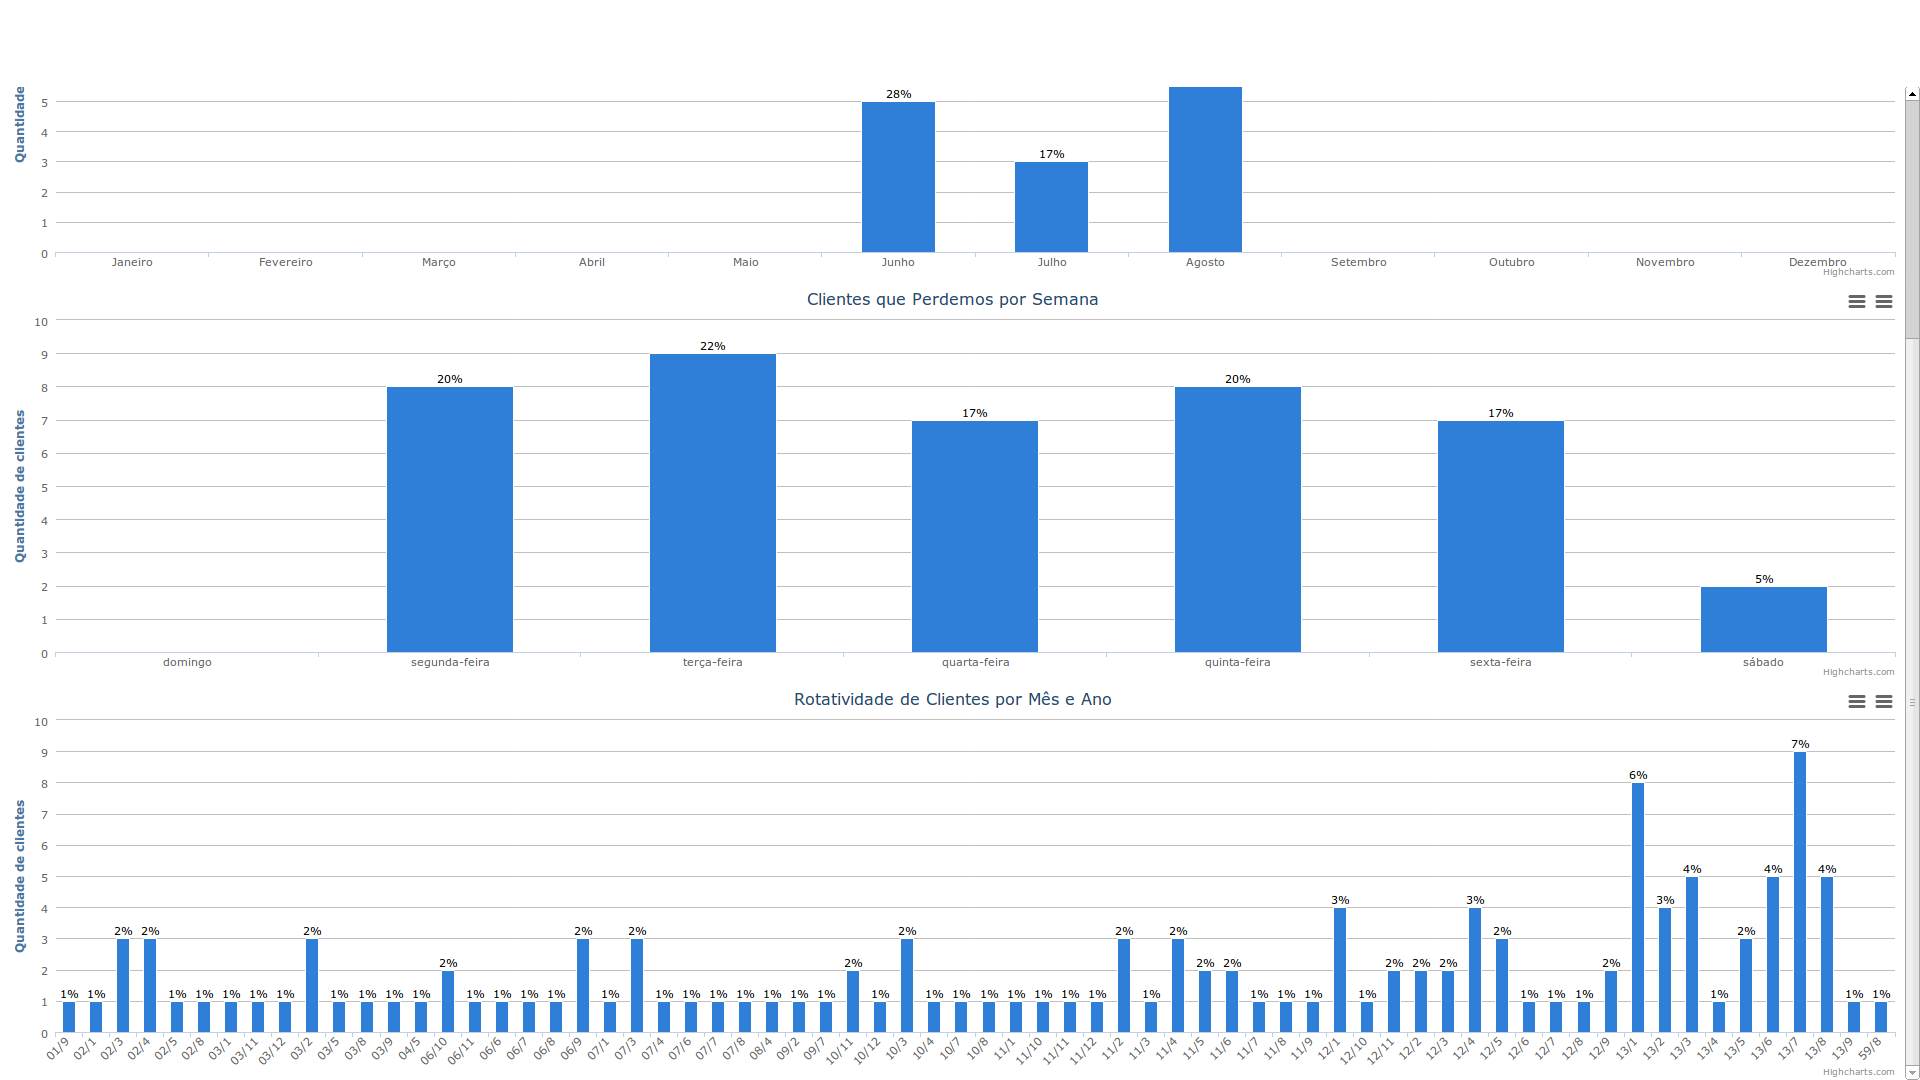 Quantidade
5
4
3
2
1
0
28%
17%
Janeiro Fevereiro Março Abril Maio Junho Julho Agosto Setembro Outubro Novembro Dezembro
Highcharts.com
Clientes que Perdemos por Semana
Quantidade de clientes
10
9
8
7
6
5
4
3
2
1
0
20% 22% 17% 20% 17% 5%
domingo segunda-feira terça-feira quarta-feira quinta-feira sexta-feira sábado
Highcharts.com
Rotatividade de Clientes por Mês e Ano
Quantidade de clientes
10
9
8
7
6
5
4
3
2
1
0
1% 1% 2% 2% 1% 1% 1% 1% 1% 2% 1% 1% 1% 1% 2% 1% 1% 1% 1% 2% 1% 2% 1% 1% 1% 1% 1% 1% 1% 2% 1% 2% 1% 1% 1% 1% 1% 1% 1% 2% 1% 2% 2% 2% 1% 1% 1% 3% 1% 2% 2% 2% 3% 2% 1% 1% 1% 2% 6% 3% 4% 1% 2% 4% 7% 4% 1% 1%
01/9 02/1 02/3 02/4 02/5 02/8 03/1 03/11 03/12 03/2 03/5 03/8 03/9 04/5 06/10 06/11 06/6 06/7 06/8 06/9 07/1 07/3 07/4 07/6 07/7 07/8 08/4 09/2 09/7 10/11 10/12 10/3 10/4 10/7 10/8 11/1 11/10 11/11 11/12 11/2 11/3 11/4 11/5 11/6 11/7 11/8 11/9 12/1 12/10 12/11 12/2 12/3 12/4 12/5 12/6 12/7 12/8 12/9 13/1 13/2 13/3 13/4 13/5 13/6 13/7 13/8 13/9 59/8
Highcharts.com